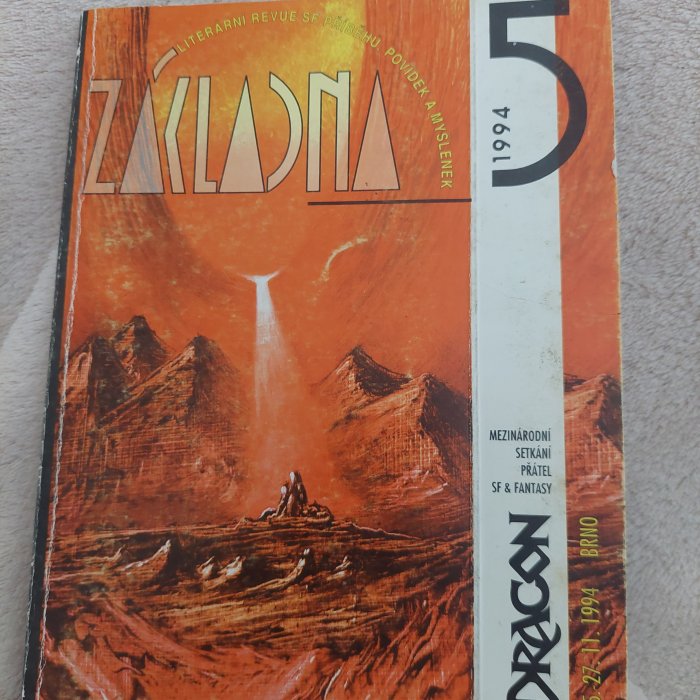 LITERÁRNÍ REVUE SF PŘÍBĚHŮ, POVÍDEK A MYŠLENEK
ZÁKLADNA
1994
5
MEZINÁRODNÍ
SETKÁNÍ
PŘÁTEL
SF & FANTASY
DRACON
27. 11. 1994 BRNO